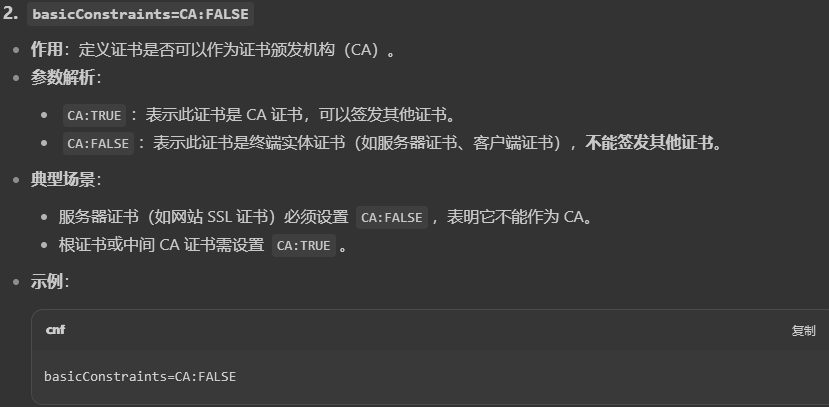 2. basicConstraints=CA:FALSE
作用：定义证书是否可以作为证书颁发机构（CA）。
参数解析：
CA:TRUE ：表示此证书是 CA 证书，可以签发其他证书。
CA:FALSE ：表示此证书是终端实体证书（如服务器证书、客户端证书），不能签发其他证书。
典型场景：
服务器证书（如网站 SSL 证书）必须设置 CA:FALSE ，表明它不能作为 CA。
根证书或中间 CA 证书需设置 CA:TRUE 。
示例：
cnf 复制
basicConstraints=CA:FALSE